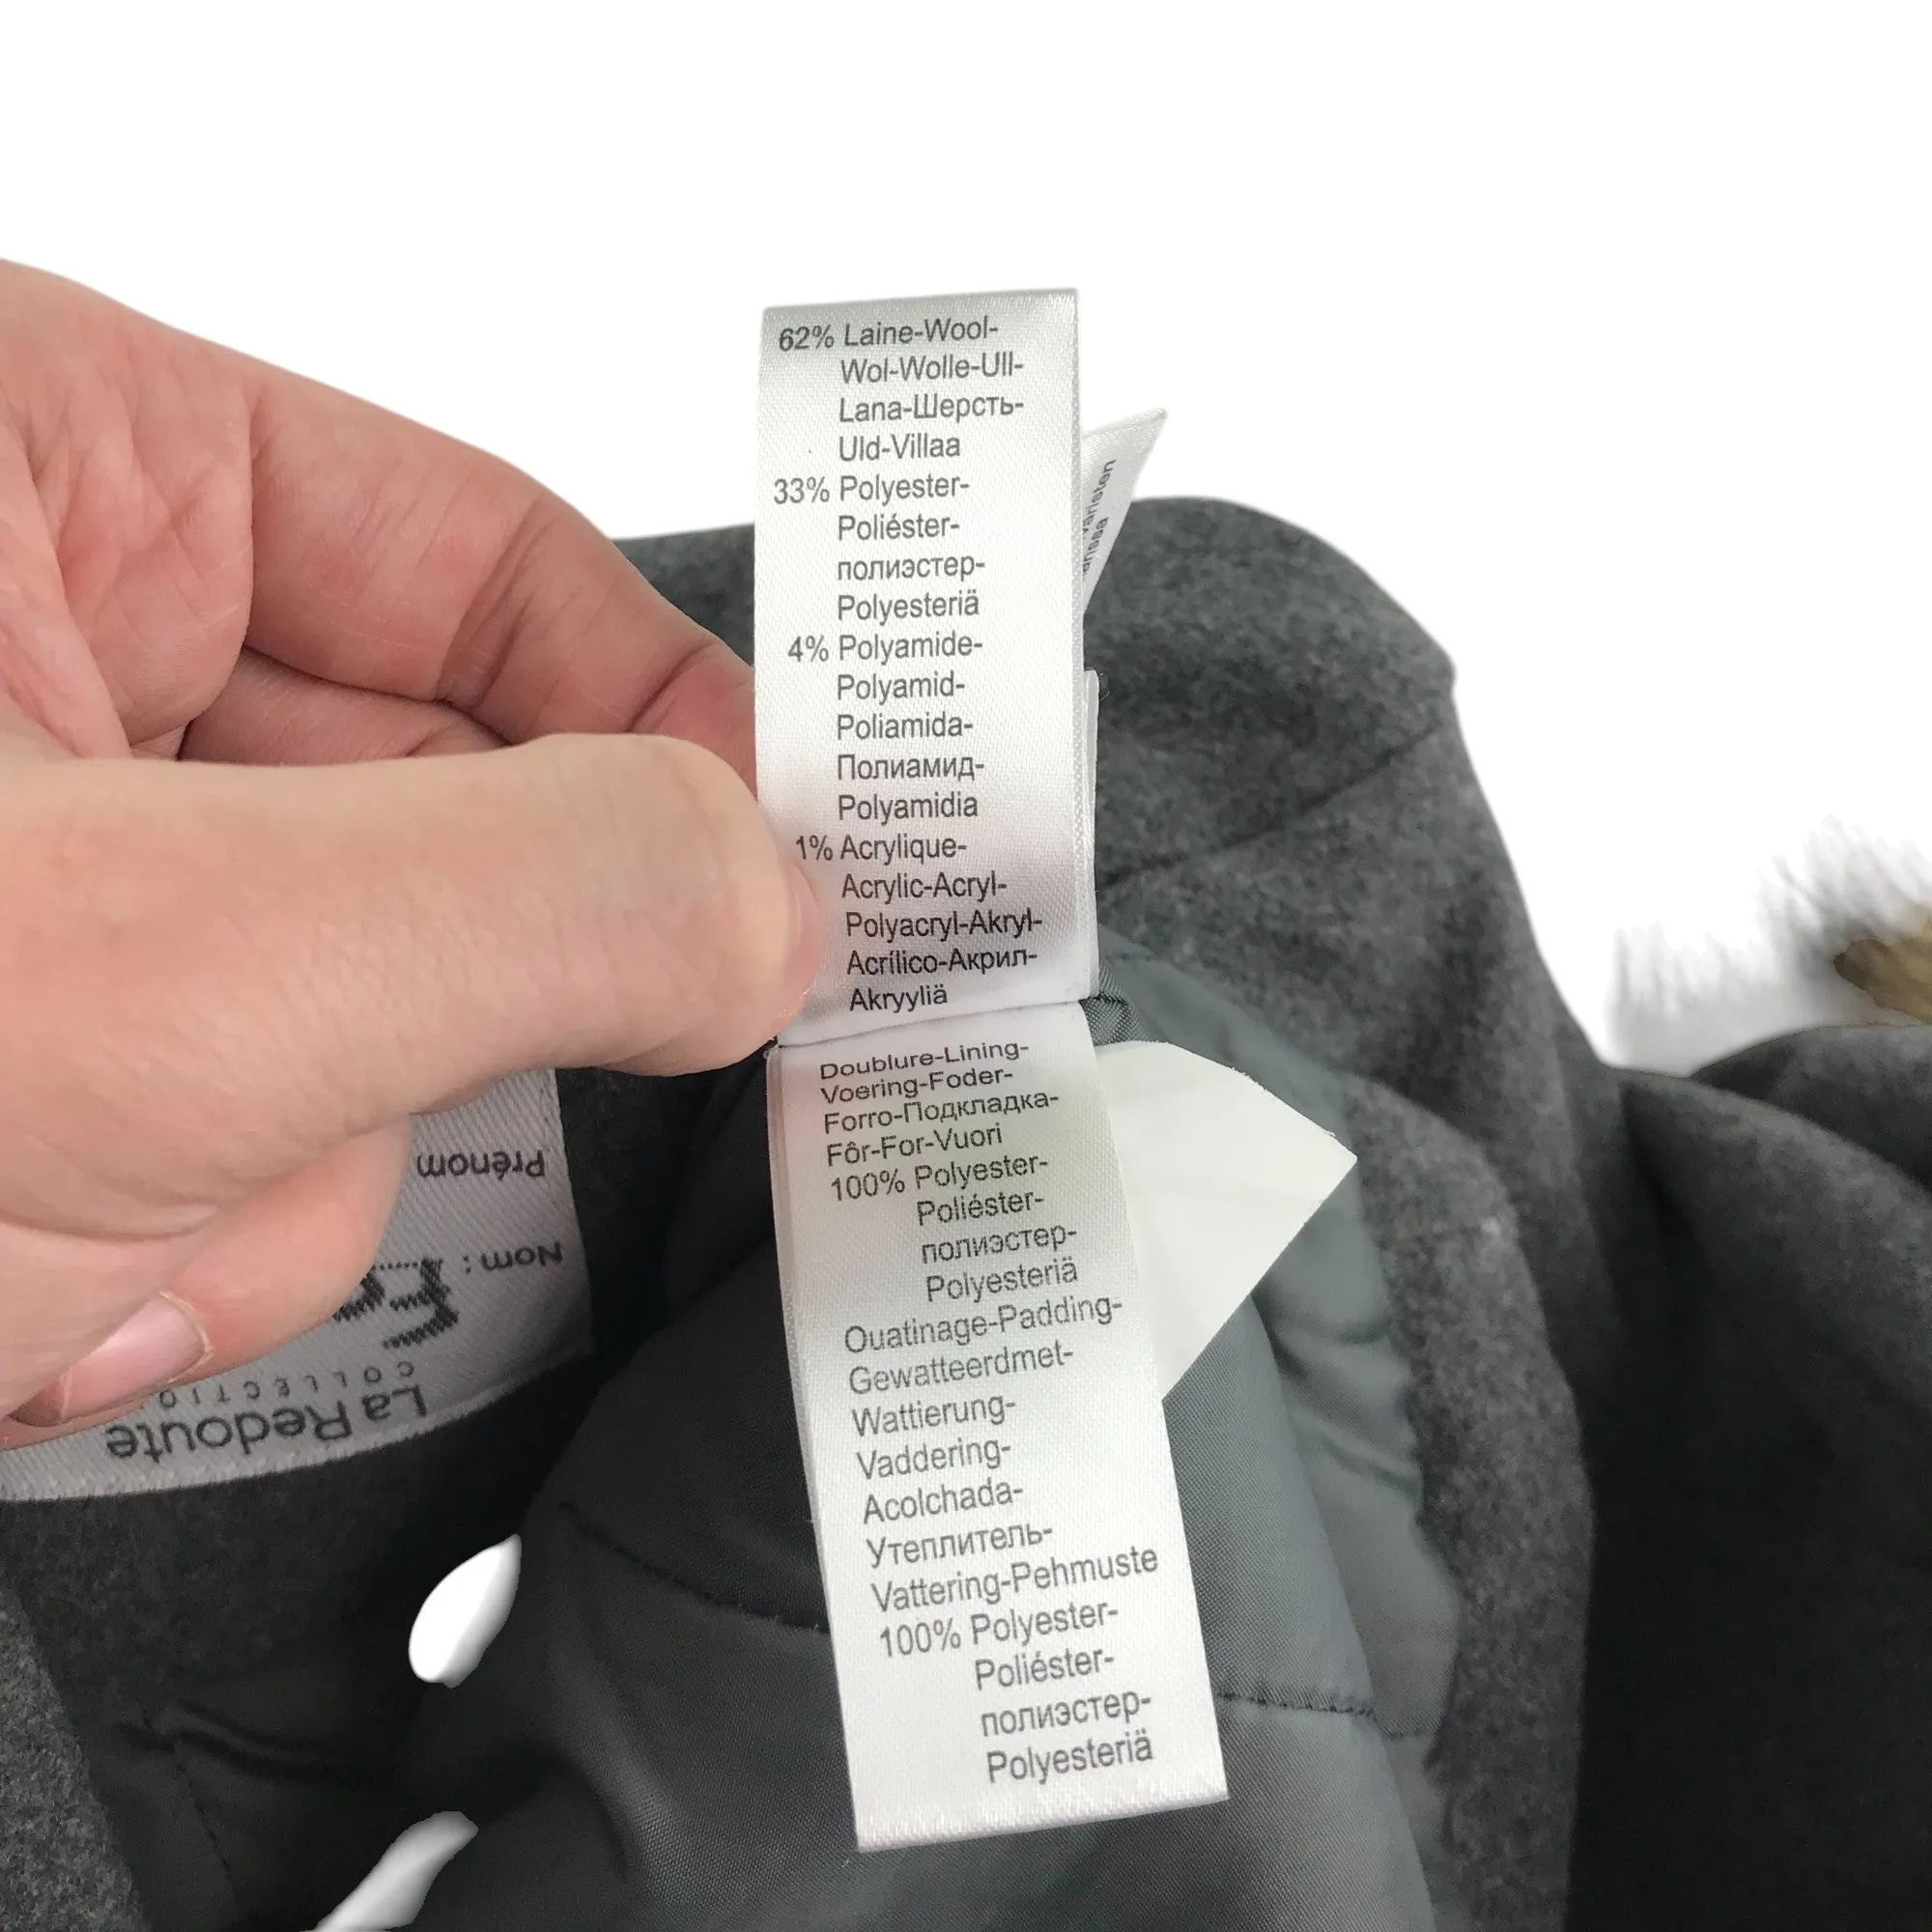 62% Laine-Wool-
Wol-Wolle-Ull-
Lana-Шерсть-
Uld-Villaa
33% Polyester-
Poliéster-
полиэстер-
Polyesteriä
4% Polyamide-
Polyamid-
Poliamida-
Полиамид-
Polyamidia
1% Acrylique-
Acrylic-Acryl-
Polyacryl-Akryl-
Acrílico-Акрил-
Akryyliä
Doublure-Lining-
Voering-Foder-
Forro-Подкладка-
Fôr-For-Vuori
100% Polyester-
Poliéster-
полиэстер-
Polyesteriä
Ouatinage-Padding-
Gewatteerdmet-
Wattierung-
Vaddering-
Acolchada-
Утеплитель-
Vattering-Pehmuste
100% Polyester-
Poliéster-
полиэстер-
Polyesteriä
La Redoute
Nom :
Prénom